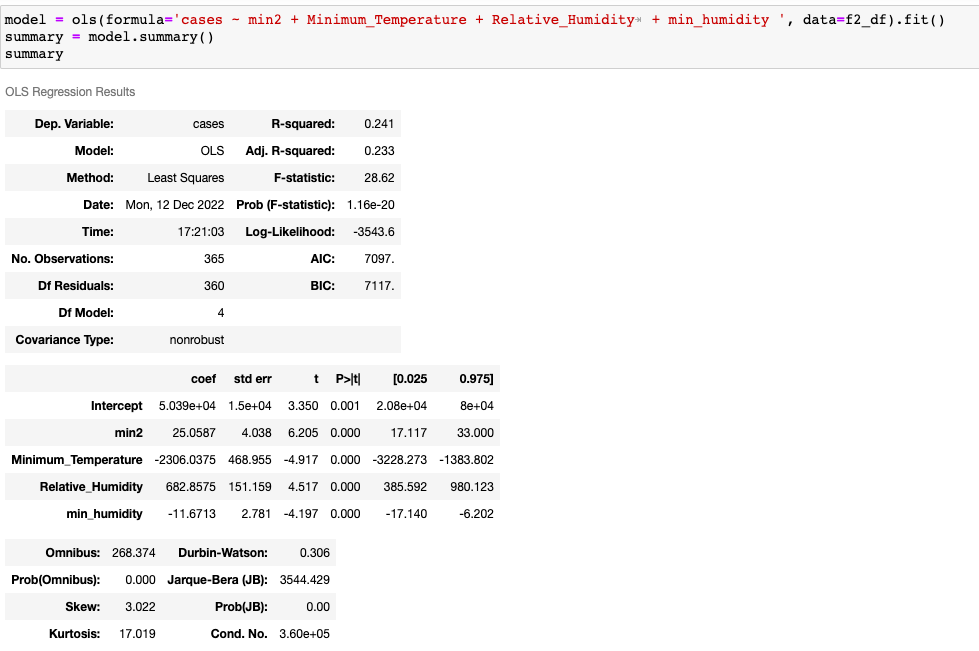 model = ols(formula='cases ~ min2 + Minimum_Temperature + Relative_Humidity + min_humidity ', data=f2_df).fit()
summary = model.summary()
summary
OLS Regression Results
Dep. Variable: cases R-squared: 0.241
Model: OLS Adj. R-squared: 0.233
Method: Least Squares F-statistic: 28.62
Date: Mon, 12 Dec 2022 Prob (F-statistic): 1.16e-20
Time: 17:21:03 Log-Likelihood: -3543.6
No. Observations: 365 AIC: 7097.
Df Residuals: 360 BIC: 7117.
Df Model: 4
Covariance Type: nonrobust
coef std err t P>|t| [0.025 0.975]
Intercept 5.039e+04 1.5e+04 3.350 0.001 2.08e+04 8e+04
min2 25.0587 4.038 6.205 0.000 17.117 33.000
Minimum_Temperature -2306.0375 468.955 -4.917 0.000 -3228.273 -1383.802
Relative_Humidity 682.8575 151.159 4.517 0.000 385.592 980.123
min_humidity -11.6713 2.781 -4.197 0.000 -17.140 -6.202
Omnibus: 268.374 Durbin-Watson: 0.306
Prob(Omnibus): 0.000 Jarque-Bera (JB): 3544.429
Skew: 3.022 Prob(JB): 0.00
Kurtosis: 17.019 Cond. No. 3.60e+05